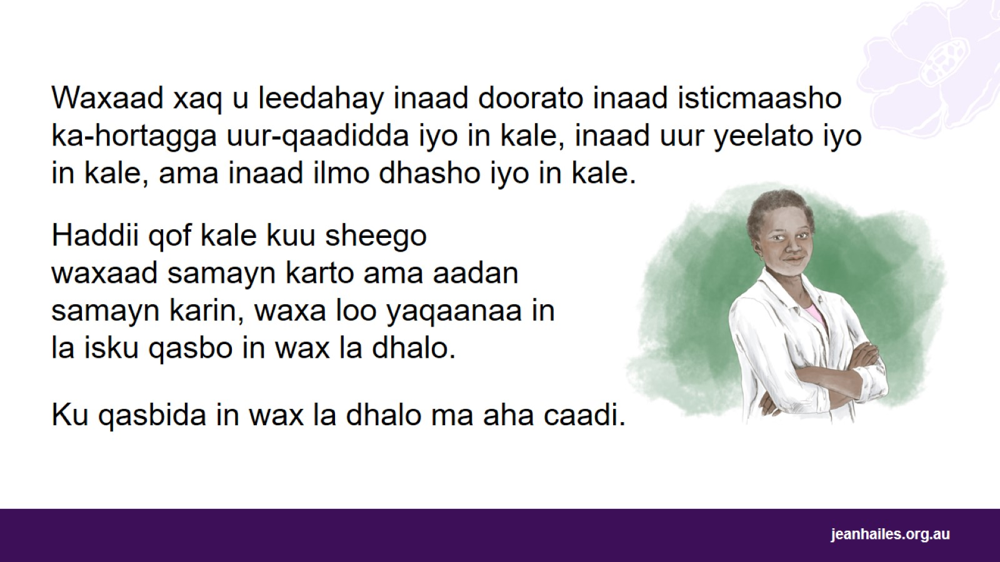 Waxaad xaq u leedahay inaad doorato inaad isticmaasho
ka-hortagga uur-qaadidda iyo in kale, inaad uur yeelato iyo
in kale, ama inaad ilmo dhasho iyo in kale.
Haddii qof kale kuu sheego
waxaad samayn karto ama aadan
samayn karin, waxa loo yaqaanaa in
la isku qasbo in wax la dhalo.
Ku qasbida in wax la dhalo ma aha caadi.
jeanhailes.org.au